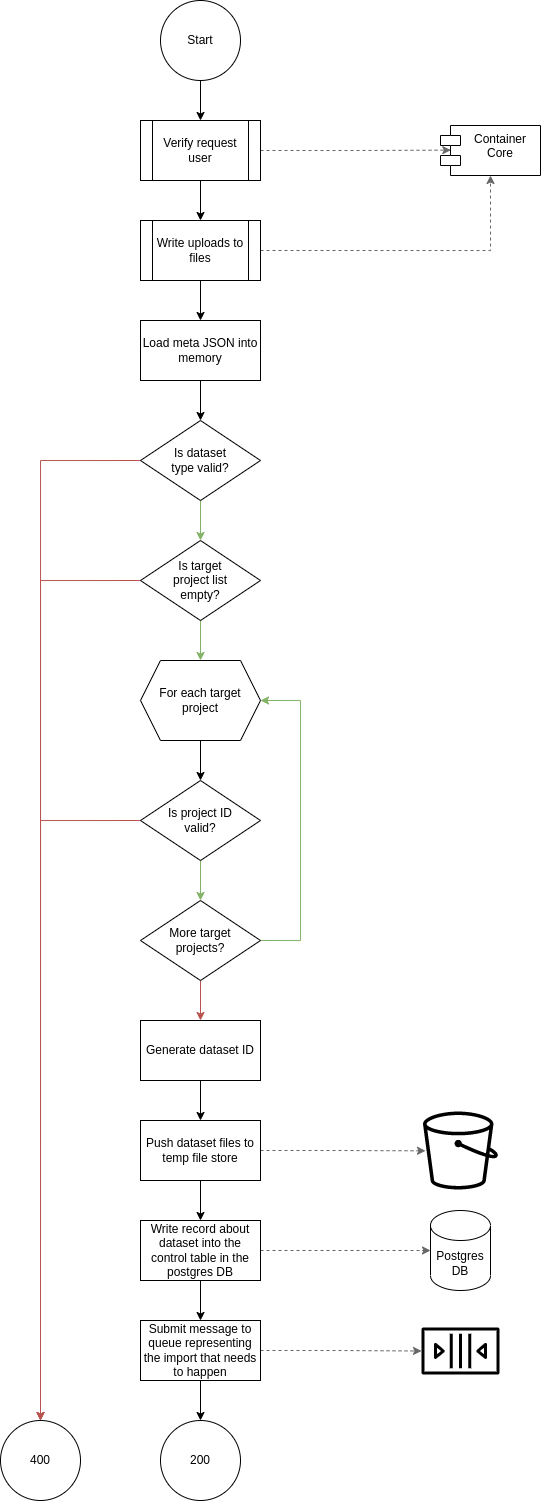 Start
Verify request
user
Container
Core
Write uploads to
files
Load meta JSON into
memory
Is dataset
type valid?
Is target
project list
empty?
For each target
project
Is project ID
valid?
More target
projects?
Generate dataset ID
Push dataset files to
temp file store
Write record about
dataset into the
control table in the
postgres DB
Postgres
DB
Submit message to
queue representing
the import that needs
to happen
400
200